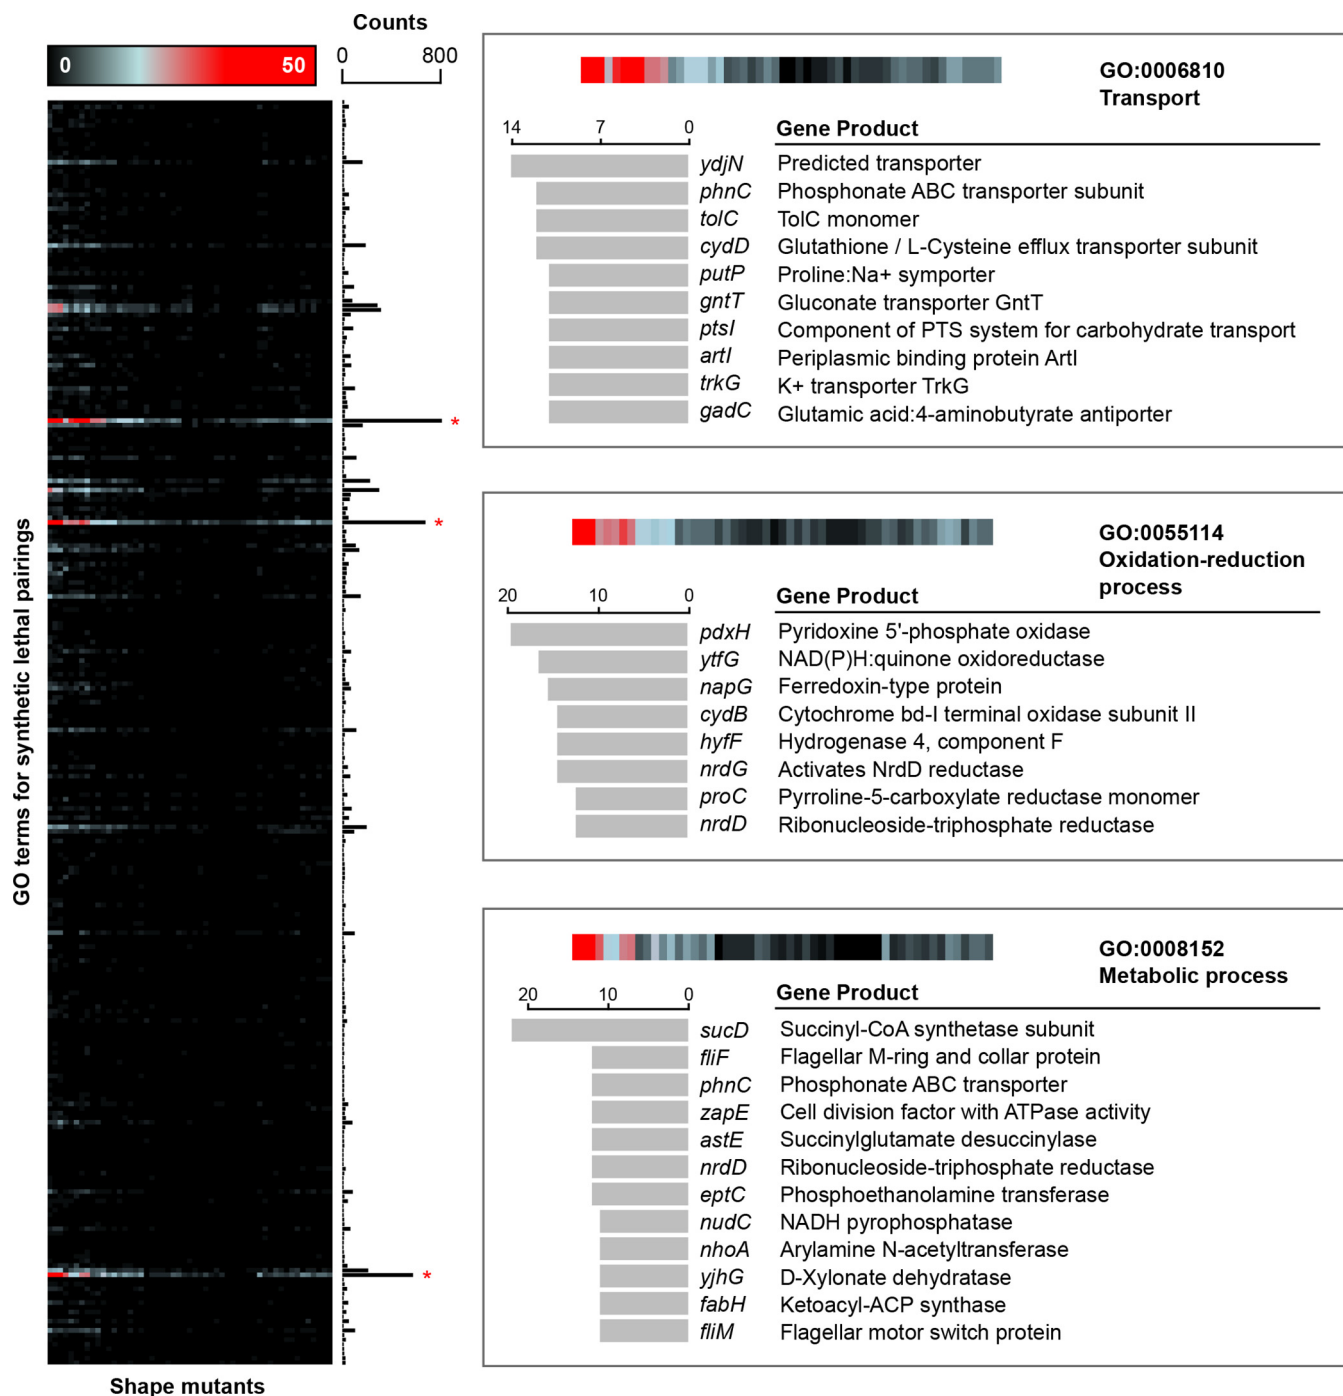 Counts
0 50
0 800
GO terms for synthetic lethal pairings
*
*
*
Shape mutants
GO:0006810
Transport
14 7 0 Gene Product
ydjN Predicted transporter
phnC Phosphonate ABC transporter subunit
tolC TolC monomer
cydD Glutathione / L-Cysteine efflux transporter subunit
putP Proline:Na+ symporter
gntT Gluconate transporter GntT
ptsI Component of PTS system for carbohydrate transport
artI Periplasmic binding protein ArtI
trkG K+ transporter TrkG
gadC Glutamic acid:4-aminobutyrate antiporter
GO:0055114
Oxidation-reduction
process
20 10 0 Gene Product
pdxH Pyridoxine 5'-phosphate oxidase
ytfG NAD(P)H:quinone oxidoreductase
napG Ferredoxin-type protein
cydB Cytochrome bd-I terminal oxidase subunit II
hyfF Hydrogenase 4, component F
nrdG Activates NrdD reductase
proC Pyrroline-5-carboxylate reductase monomer
nrdD Ribonucleoside-triphosphate reductase
GO:0008152
Metabolic process
20 10 0 Gene Product
sucD Succinyl-CoA synthetase subunit
fliF Flagellar M-ring and collar protein
phnC Phosphonate ABC transporter
zapE Cell division factor with ATPase activity
astE Succinylglutamate desuccinylase
nrdD Ribonucleoside-triphosphate reductase
eptC Phosphoethanolamine transferase
nudC NADH pyrophosphatase
nhoA Arylamine N-acetyltransferase
yjhG D-Xylonate dehydratase
fabH Ketoacyl-ACP synthase
fliM Flagellar motor switch protein